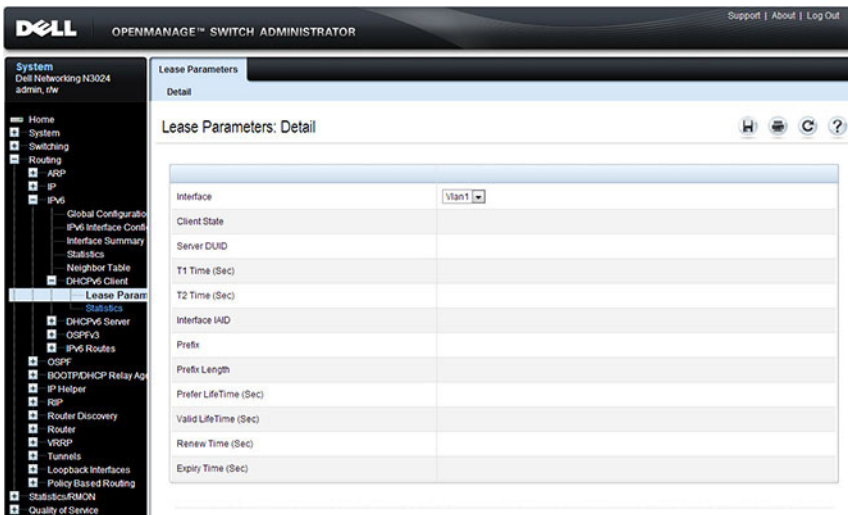 Support | About | Log Out
DELL OPENMANAGE™ SWITCH ADMINISTRATOR
System
Dell Networking N3024
admin, r/w
Home
System
Switching
Routing
ARP
IP
IPv6
Global Configuratio
IPv6 Interface Confi
Interface Summary
Statistics
Neighbor Table
DHCPv6 Client
Lease Param
Statistics
DHCPv6 Server
OSPFv3
IPv6 Routes
OSPF
BOOTP/DHCP Relay Age
IP Helper
RIP
Router Discovery
Router
VRRP
Tunnels
Loopback Interfaces
Policy Based Routing
Statistics/RMON
Quality of Service
Lease Parameters
Detail
Lease Parameters: Detail
Interface Vlan1
Client State
Server DUID
T1 Time (Sec)
T2 Time (Sec)
Interface IAID
Prefix
Prefix Length
Prefer LifeTime (Sec)
Valid LifeTime (Sec)
Renew Time (Sec)
Expiry Time (Sec)